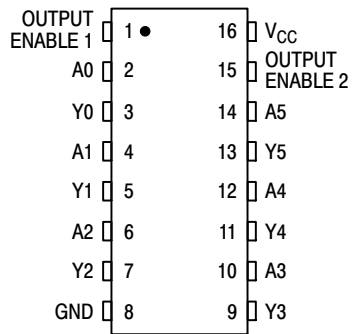 OUTPUT
ENABLE 1 1 16 VCC
A0 2 15 OUTPUT
ENABLE 2
Y0 3 14 A5
A1 4 13 Y5
Y1 5 12 A4
A2 6 11 Y4
Y2 7 10 A3
GND 8 9 Y3